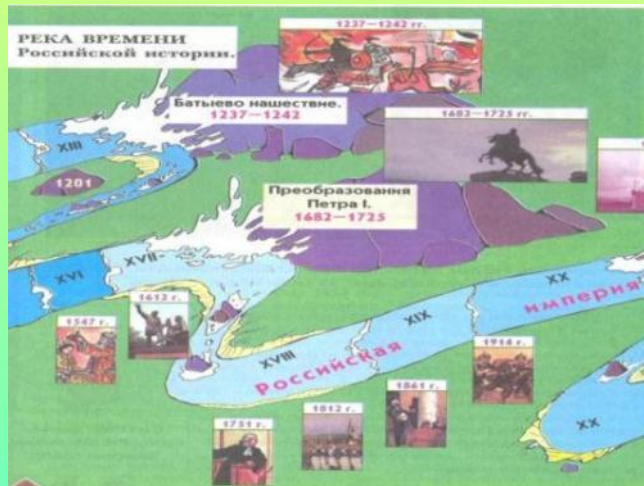 РЕКА ВРЕМЕНИ
Российской истории.
1237—1242 гг.
Батыево нашествие.
1237—1242
1682—1725 гг.
XIII
1201
Преобразования
Петра I.
1682—1725
XVI
XVII
1547 г.
1612 г.
XVIII
XIX
XX
Российская
империя
1751 г.
1812 г.
1861 г.
1914 г.
XX